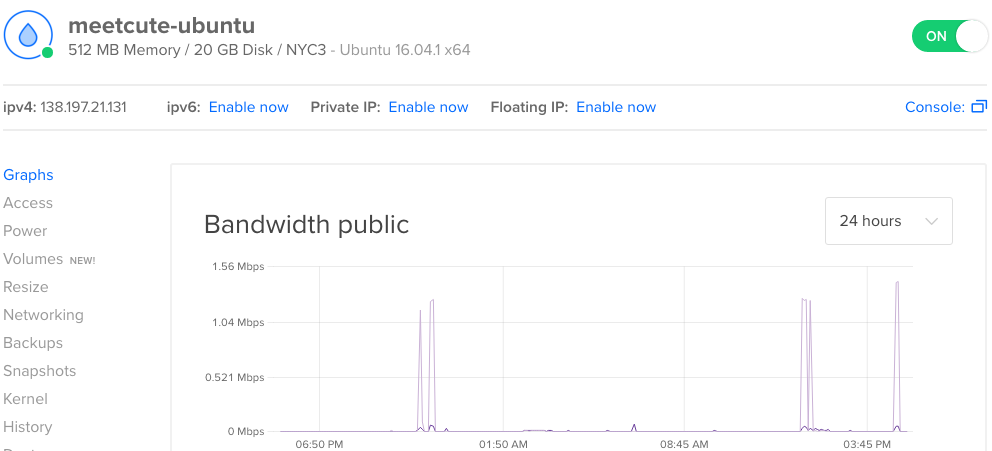 meetcute-ubuntu
512 MB Memory / 20 GB Disk / NYC3 - Ubuntu 16.04.1 x64
ON
ipv4: 138.197.21.131 ipv6: Enable now Private IP: Enable now Floating IP: Enable now Console:
Graphs
Access
Power
Volumes NEW!
Resize
Networking
Backups
Snapshots
Kernel
History
Bandwidth public
24 hours
1.56 Mbps
1.04 Mbps
0.521 Mbps
0 Mbps
06:50 PM 01:50 AM 08:45 AM 03:45 PM